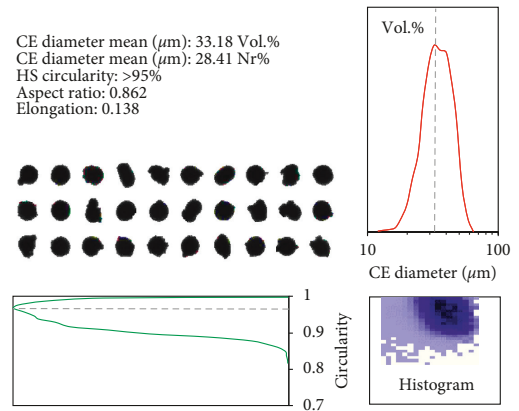 CE diameter mean (μm): 33.18 Vol.%
CE diameter mean (μm): 28.41 Nr%
HS circularity: >95%
Aspect ratio: 0.862
Elongation: 0.138
Vol.%
10
100
CE diameter (μm)
1
0.9
0.8
0.7
Circularity
Histogram